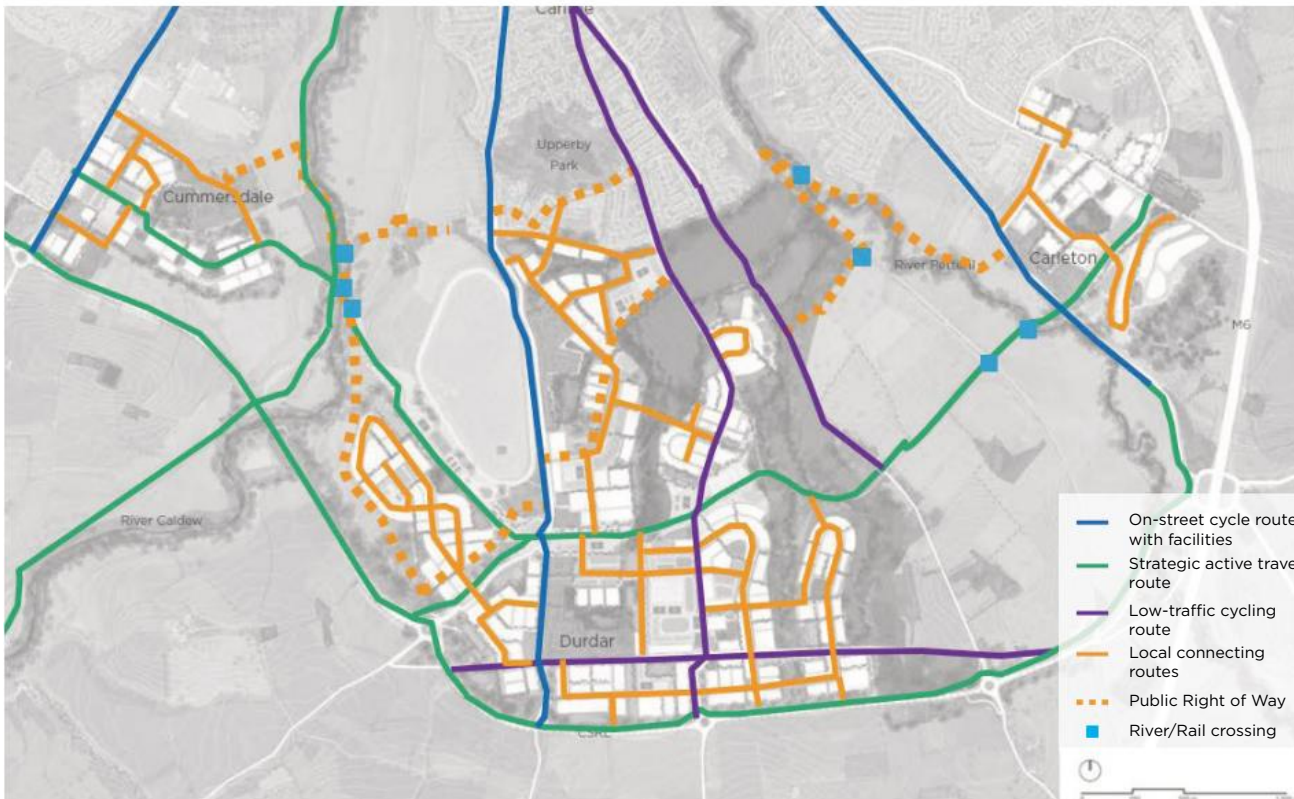 Carlisle
Upperby
Park
Cummersdale
River Petteril
Carleton
M6
River Caldew
Durdar
CSRL
On-street cycle route
with facilities
Strategic active trave
route
Low-traffic cycling
route
Local connecting
routes
Public Right of Way
River/Rail crossing